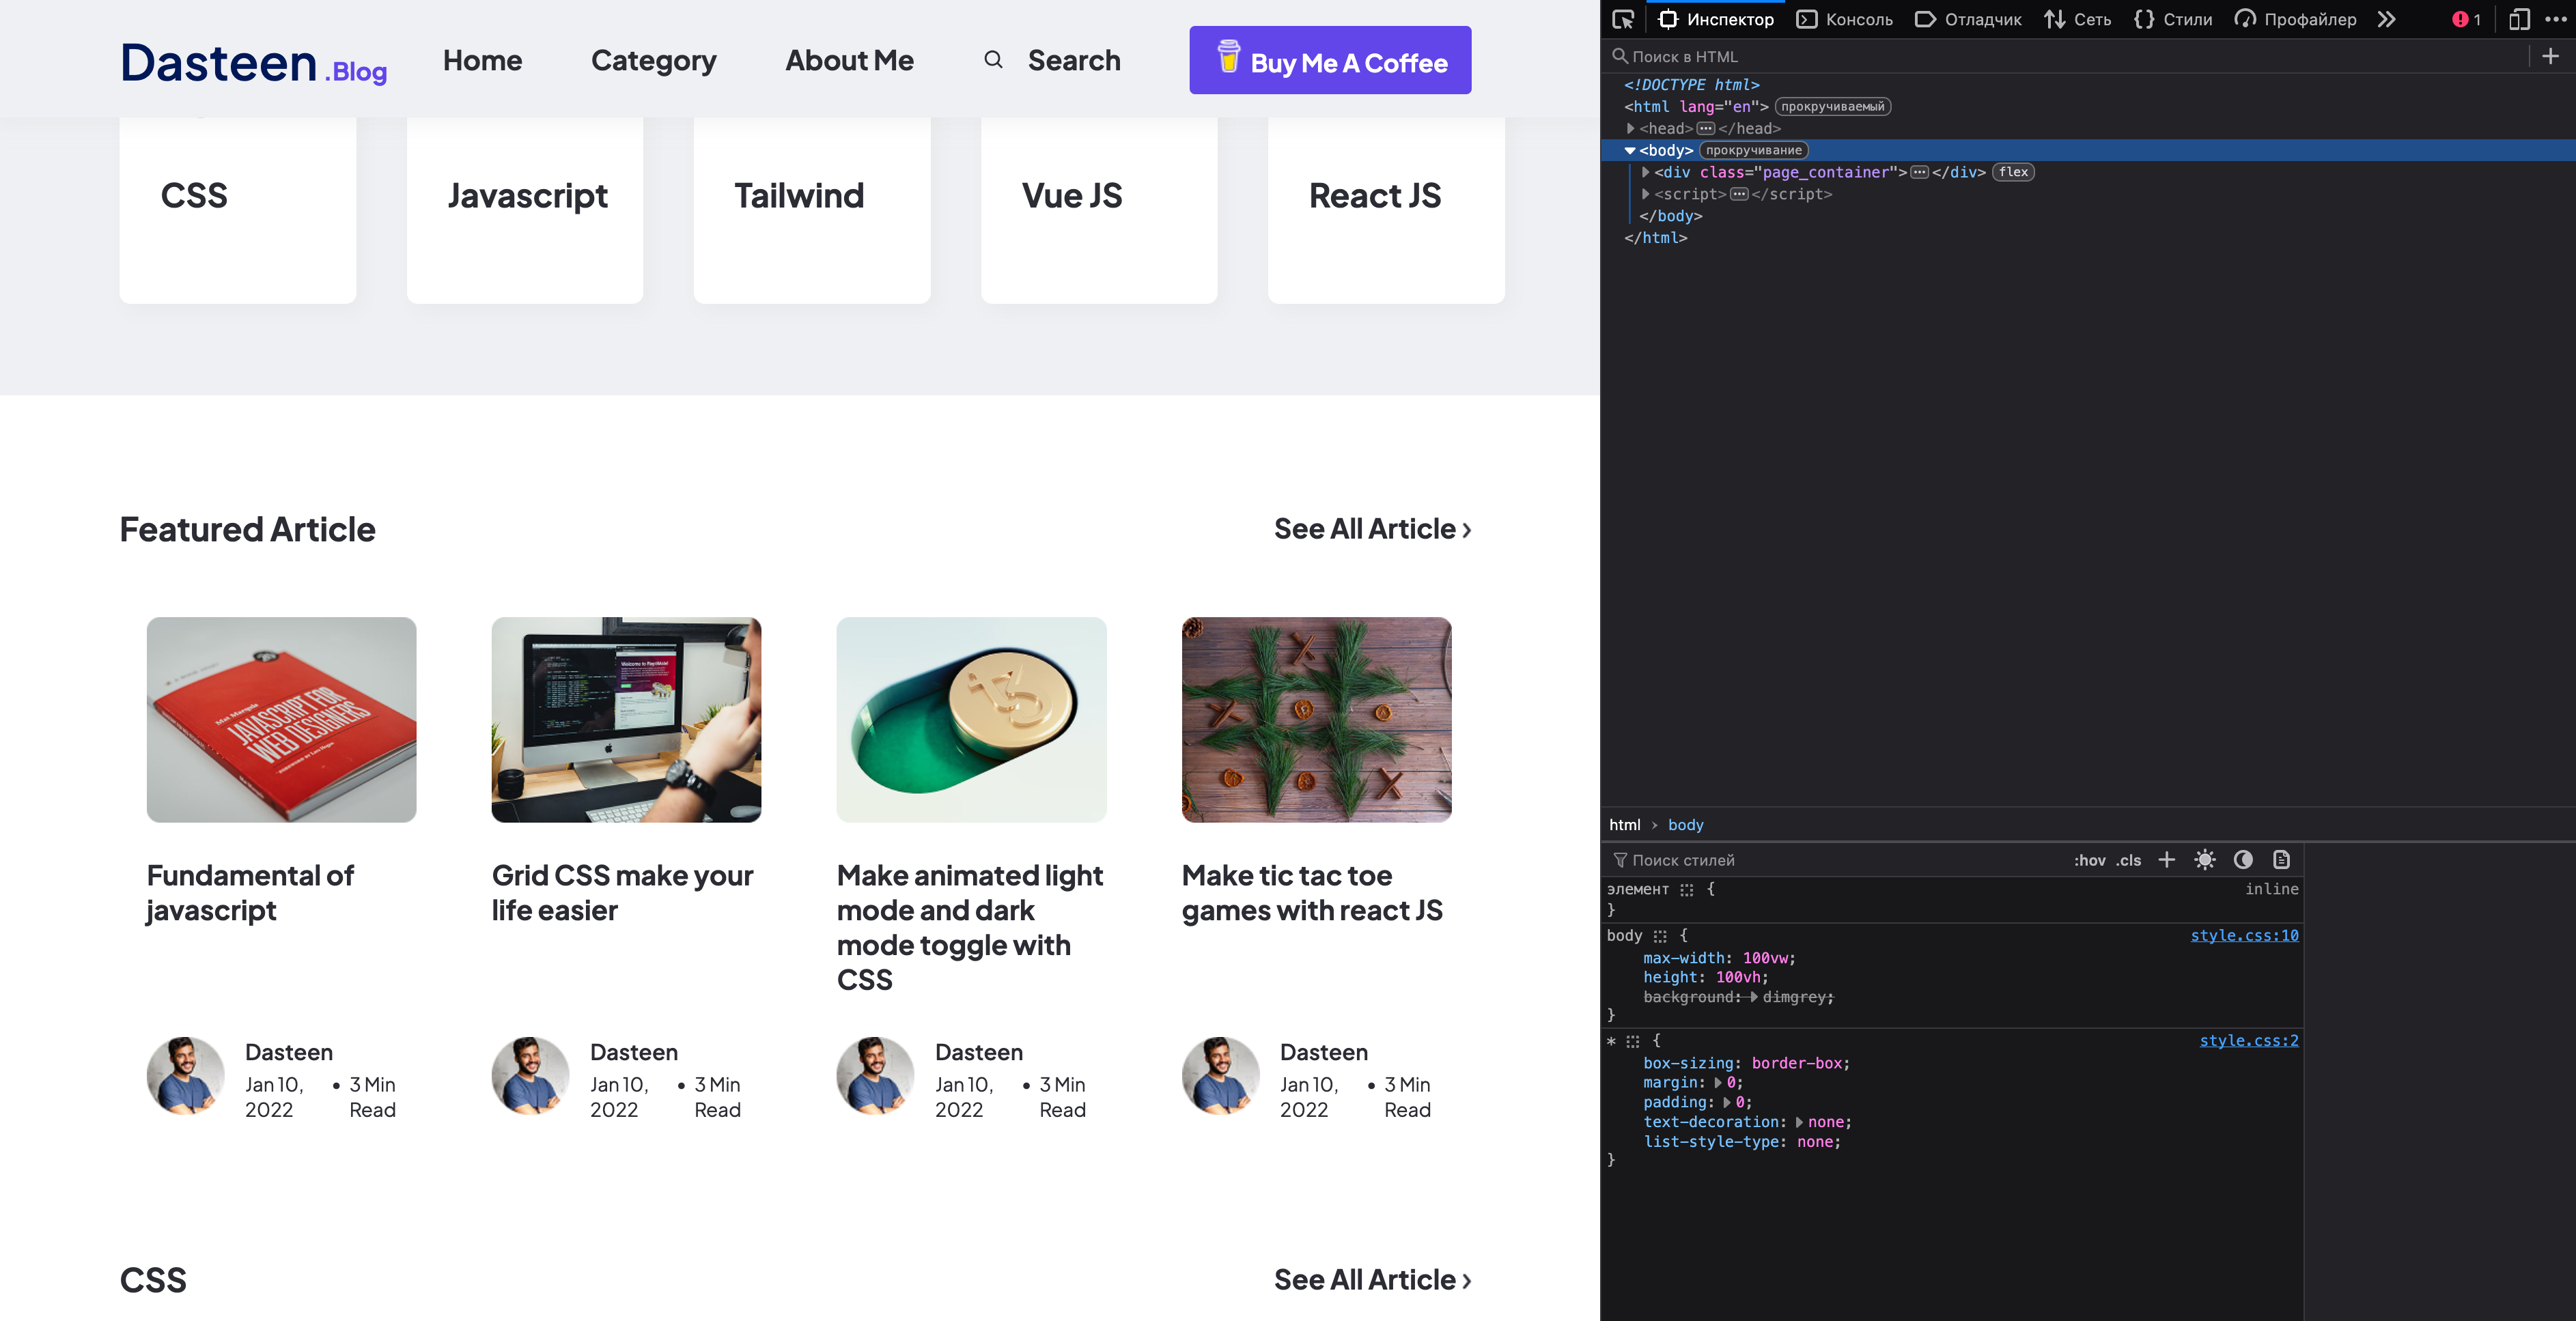 Dasteen .Blog
Home
Category
About Me
Search
Buy Me A Coffee
CSS
Javascript
Tailwind
Vue JS
React JS
Featured Article
See All Article ›
JAVASCRIPT FOR
WEB DESIGNERS
Mat Marquis
Fundamental of
javascript
Grid CSS make your
life easier
Make animated light
mode and dark
mode toggle with
CSS
Make tic tac toe
games with react JS
Dasteen
Jan 10,
2022
• 3 Min
Read
Dasteen
Jan 10,
2022
• 3 Min
Read
Dasteen
Jan 10,
2022
• 3 Min
Read
Dasteen
Jan 10,
2022
• 3 Min
Read
CSS
See All Article ›
Инспектор
Консоль
Отладчик
Сеть
Стили
Профайлер
1
Поиск в HTML
<!DOCTYPE html>
<html lang="en"> прокручиваемый
<head> ••• </head>
<body> прокручивание
<div class="page_container"> ••• </div> flex
<script> ••• </script>
</body>
</html>
html › body
Поиск стилей
:hov .cls
элемент { inline
}
body { style.css:10
max-width: 100vw;
height: 100vh;
background: dimgrey;
}
* { style.css:2
box-sizing: border-box;
margin: 0;
padding: 0;
text-decoration: none;
list-style-type: none;
}